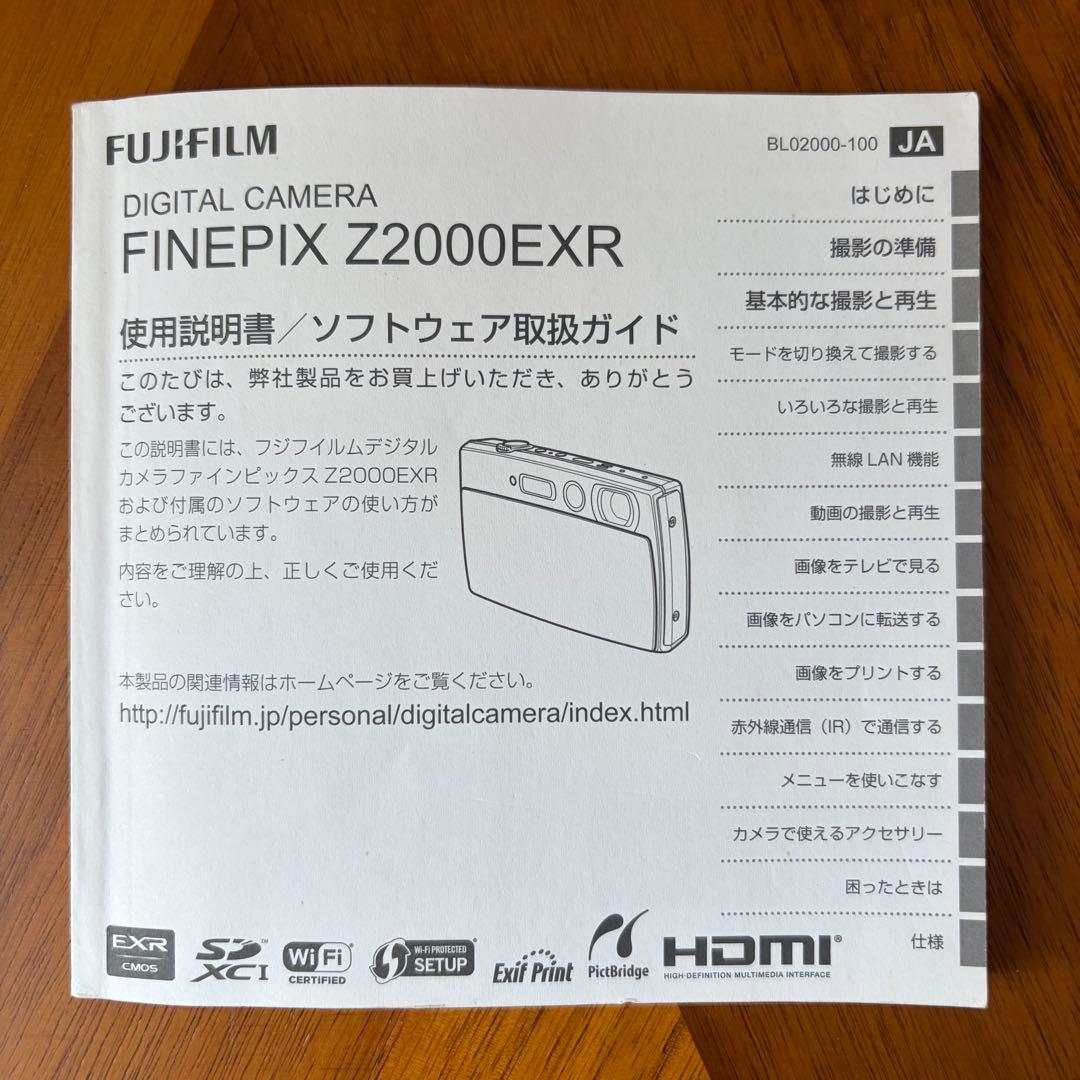 FUJIFILM
BL02000-100 JA
DIGITAL CAMERA
FINEPIX Z2000EXR
使用説明書／ソフトウェア取扱ガイド
このたびは、弊社製品をお買上げいただき、ありがとう
ございます。
この説明書には、フジフイルムデジタル
カメラファインピックス Z2000EXR
および付属のソフトウェアの使い方が
まとめられています。
内容をご理解の上、正しくご使用くだ
さい。
本製品の関連情報はホームページをご覧ください。
http://fujifilm.jp/personal/digitalcamera/index.html
はじめに
撮影の準備
基本的な撮影と再生
モードを切り換えて撮影する
いろいろな撮影と再生
無線 LAN 機能
動画の撮影と再生
画像をテレビで見る
画像をパソコンに転送する
画像をプリントする
赤外線通信（IR）で通信する
メニューを使いこなす
カメラで使えるアクセサリー
困ったときは
仕様
EXR
CMOS
SD™
XC I
Wi Fi®
CERTIFIED
Wi-Fi PROTECTED
SETUP
Exif Print
PictBridge
HDMI®
HIGH-DEFINITION MULTIMEDIA INTERFACE